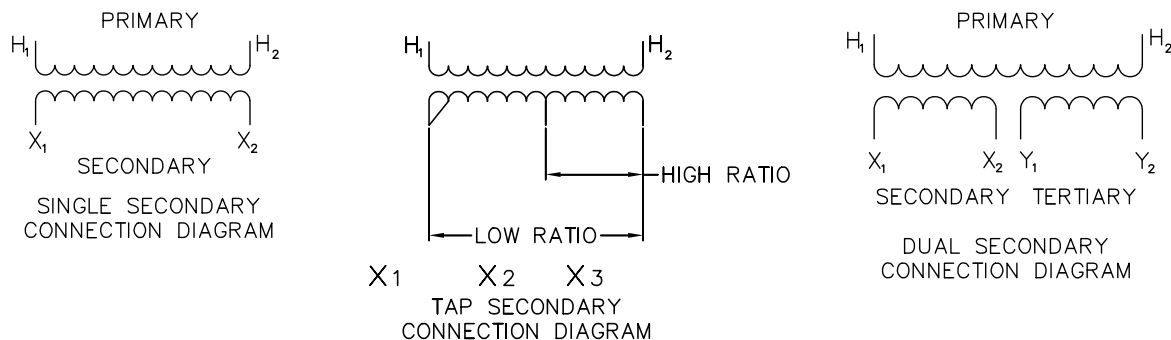 PRIMARY
H₁ H₂
X₁ X₂
SECONDARY
SINGLE SECONDARY
CONNECTION DIAGRAM
H₁ H₂
HIGH RATIO
LOW RATIO
X1 X2 X3
TAP SECONDARY
CONNECTION DIAGRAM
PRIMARY
H₁ H₂
X₁ X₂ Y₁ Y₂
SECONDARY TERTIARY
DUAL SECONDARY
CONNECTION DIAGRAM